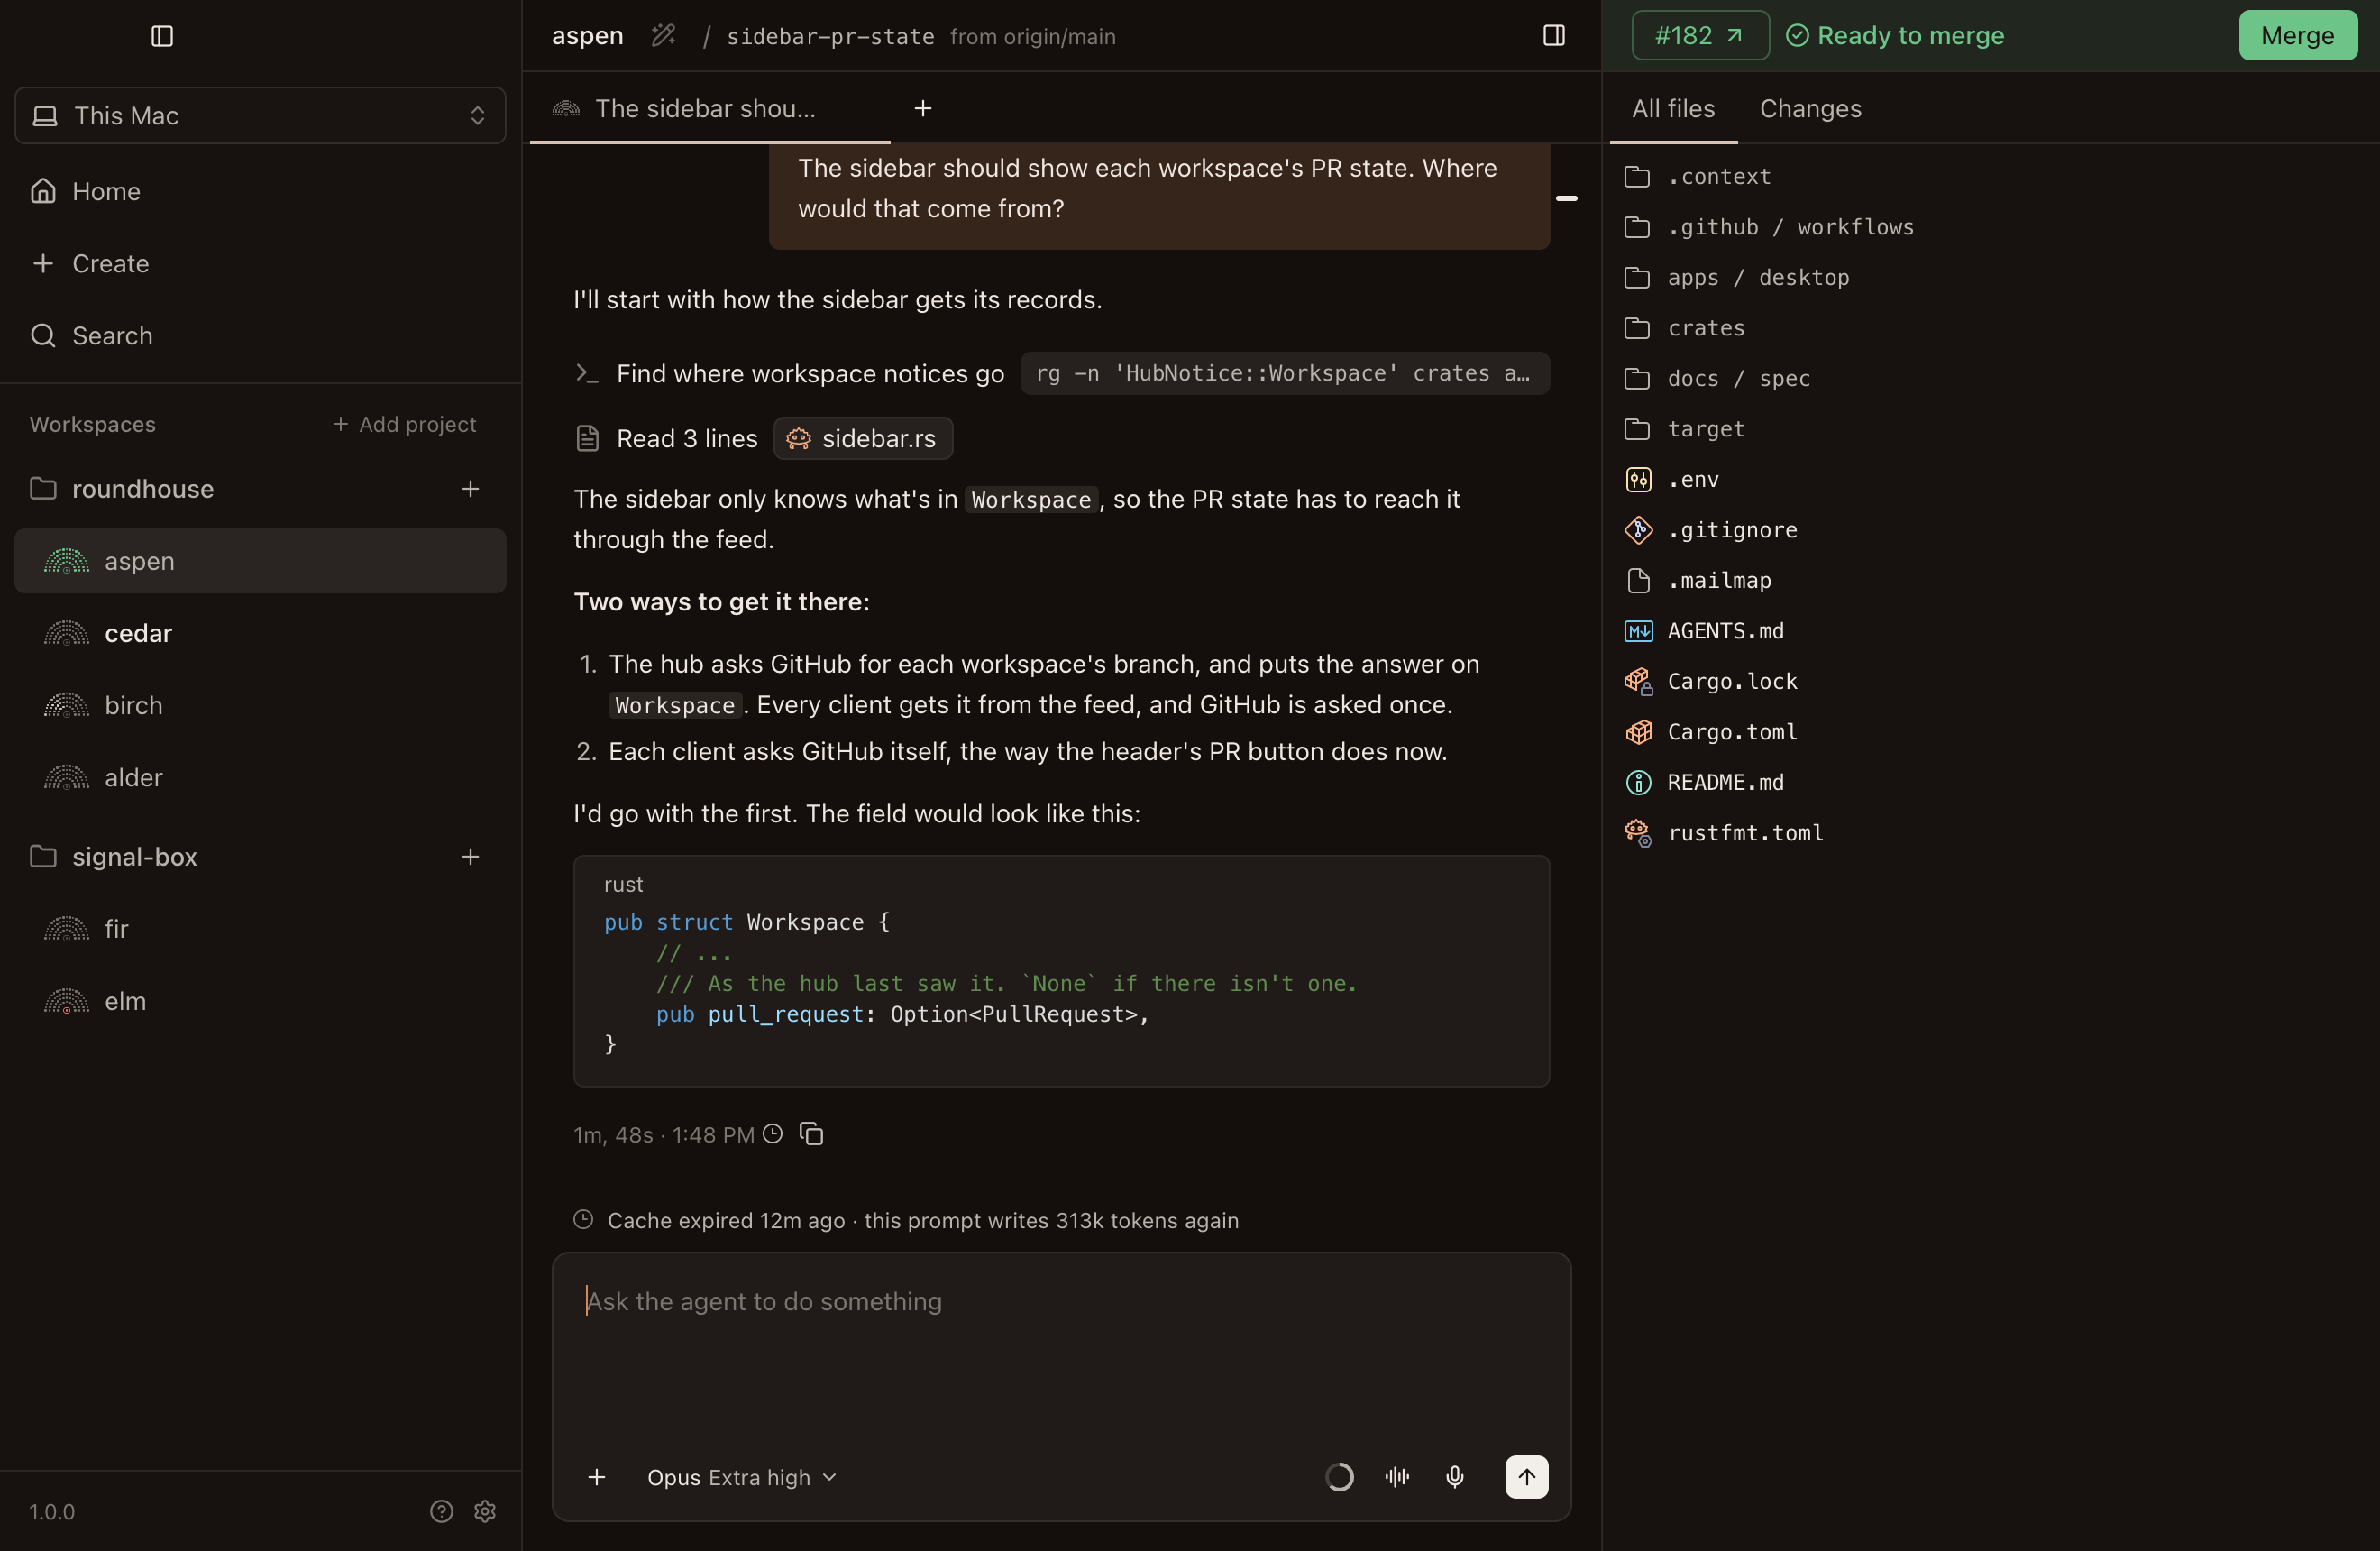 This Mac
Home
Create
Search
Workspaces
Add project
roundhouse
aspen
cedar
birch
alder
signal-box
fir
elm
1.0.0
aspen / sidebar-pr-state from origin/main
The sidebar shou...
The sidebar should show each workspace's PR state. Where
would that come from?
I'll start with how the sidebar gets its records.
Find where workspace notices go rg -n 'HubNotice::Workspace' crates a…
Read 3 lines sidebar.rs
The sidebar only knows what's in Workspace, so the PR state has to reach it
through the feed.
Two ways to get it there:
1. The hub asks GitHub for each workspace's branch, and puts the answer on
Workspace. Every client gets it from the feed, and GitHub is asked once.
2. Each client asks GitHub itself, the way the header's PR button does now.
I'd go with the first. The field would look like this:
rust
pub struct Workspace {
    // ...
    /// As the hub last saw it. `None` if there isn't one.
    pub pull_request: Option<PullRequest>,
}
1m, 48s · 1:48 PM
Cache expired 12m ago · this prompt writes 313k tokens again
Ask the agent to do something
Opus Extra high
#182 Ready to merge
Merge
All files Changes
.context
.github / workflows
apps / desktop
crates
docs / spec
target
.env
.gitignore
.mailmap
AGENTS.md
Cargo.lock
Cargo.toml
README.md
rustfmt.toml